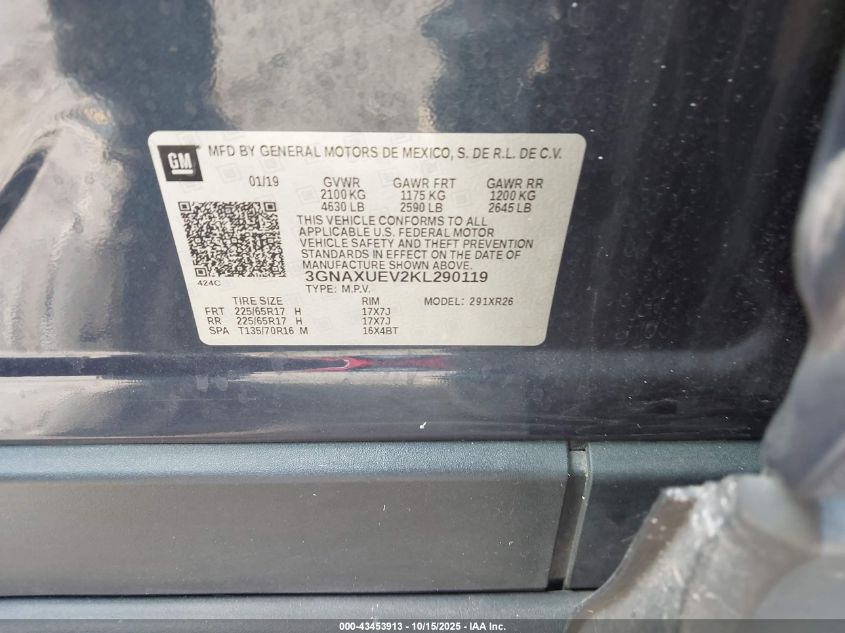 GM
MFD BY GENERAL MOTORS DE MEXICO, S. DE R.L. DE C.V.
01/19 GVWR GAWR FRT GAWR RR
2100 KG 1175 KG 1200 KG
4630 LB 2590 LB 2645 LB
THIS VEHICLE CONFORMS TO ALL
APPLICABLE U.S. FEDERAL MOTOR
VEHICLE SAFETY AND THEFT PREVENTION
STANDARDS IN EFFECT ON THE DATE OF
MANUFACTURE SHOWN ABOVE.
424C
3GNAXUEV2KL290119
TYPE: M.P.V.
TIRE SIZE RIM MODEL: 291XR26
FRT 225/65R17 H 17X7J
RR 225/65R17 H 17X7J
SPA T135/70R16 M 16X4BT
000-43453913 - 10/15/2025 - IAA Inc.